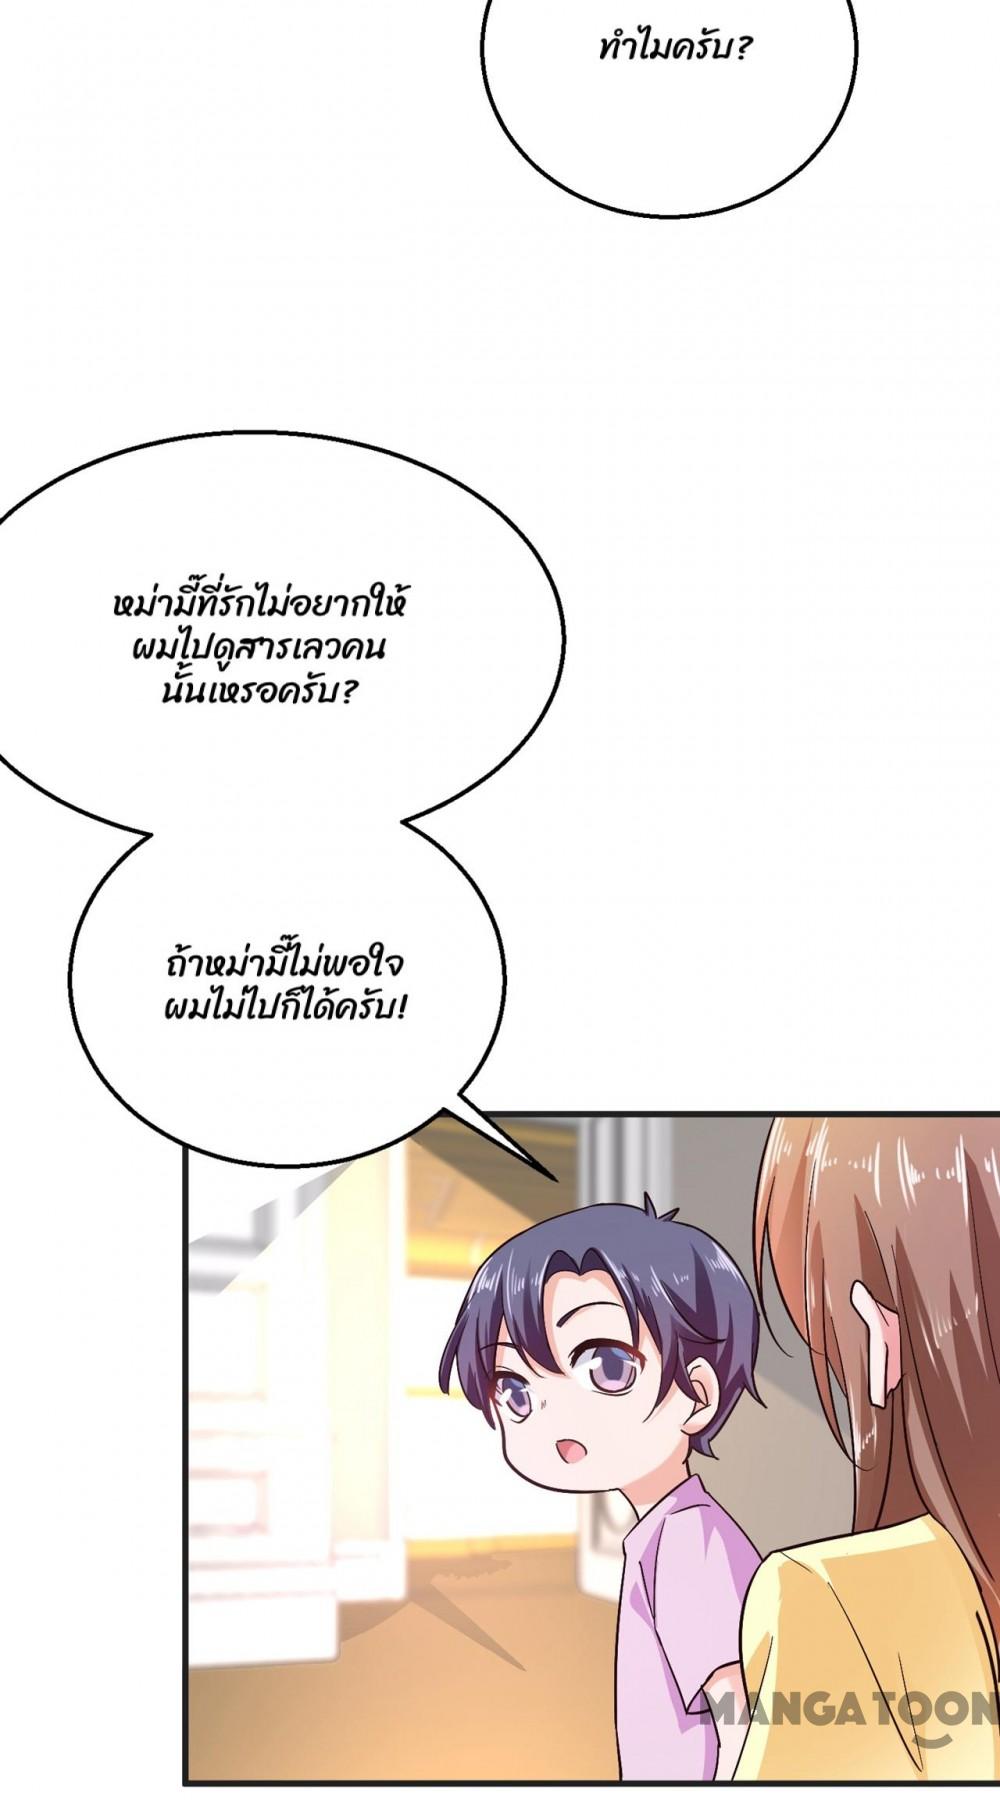 ทำไมครับ?
หม่ามี๊ที่รักไม่อยากให้
ผมไปดูสารเลวคน
นั้นเหรอครับ?
ถ้าหม่ามี๊ไม่พอใจ
ผมไม่ไปก็ได้ครับ!
MANGATOON